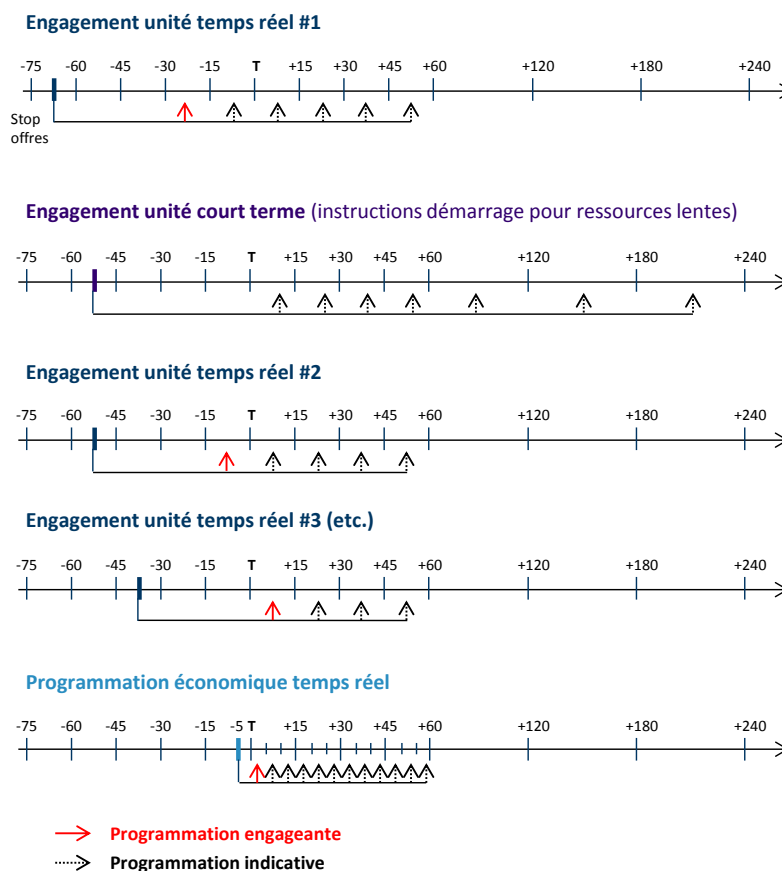 Engagement unité temps réel #1
-75 -60 -45 -30 -15 T +15 +30 +45 +60 +120 +180 +240
Stop
offres
Engagement unité court terme (instructions démarrage pour ressources lentes)
-75 -60 -45 -30 -15 T +15 +30 +45 +60 +120 +180 +240
Engagement unité temps réel #2
-75 -60 -45 -30 -15 T +15 +30 +45 +60 +120 +180 +240
Engagement unité temps réel #3 (etc.)
-75 -60 -45 -30 -15 T +15 +30 +45 +60 +120 +180 +240
Programmation économique temps réel
-75 -60 -45 -30 -15 -5 T +15 +30 +45 +60 +120 +180 +240
Programmation engageante
Programmation indicative